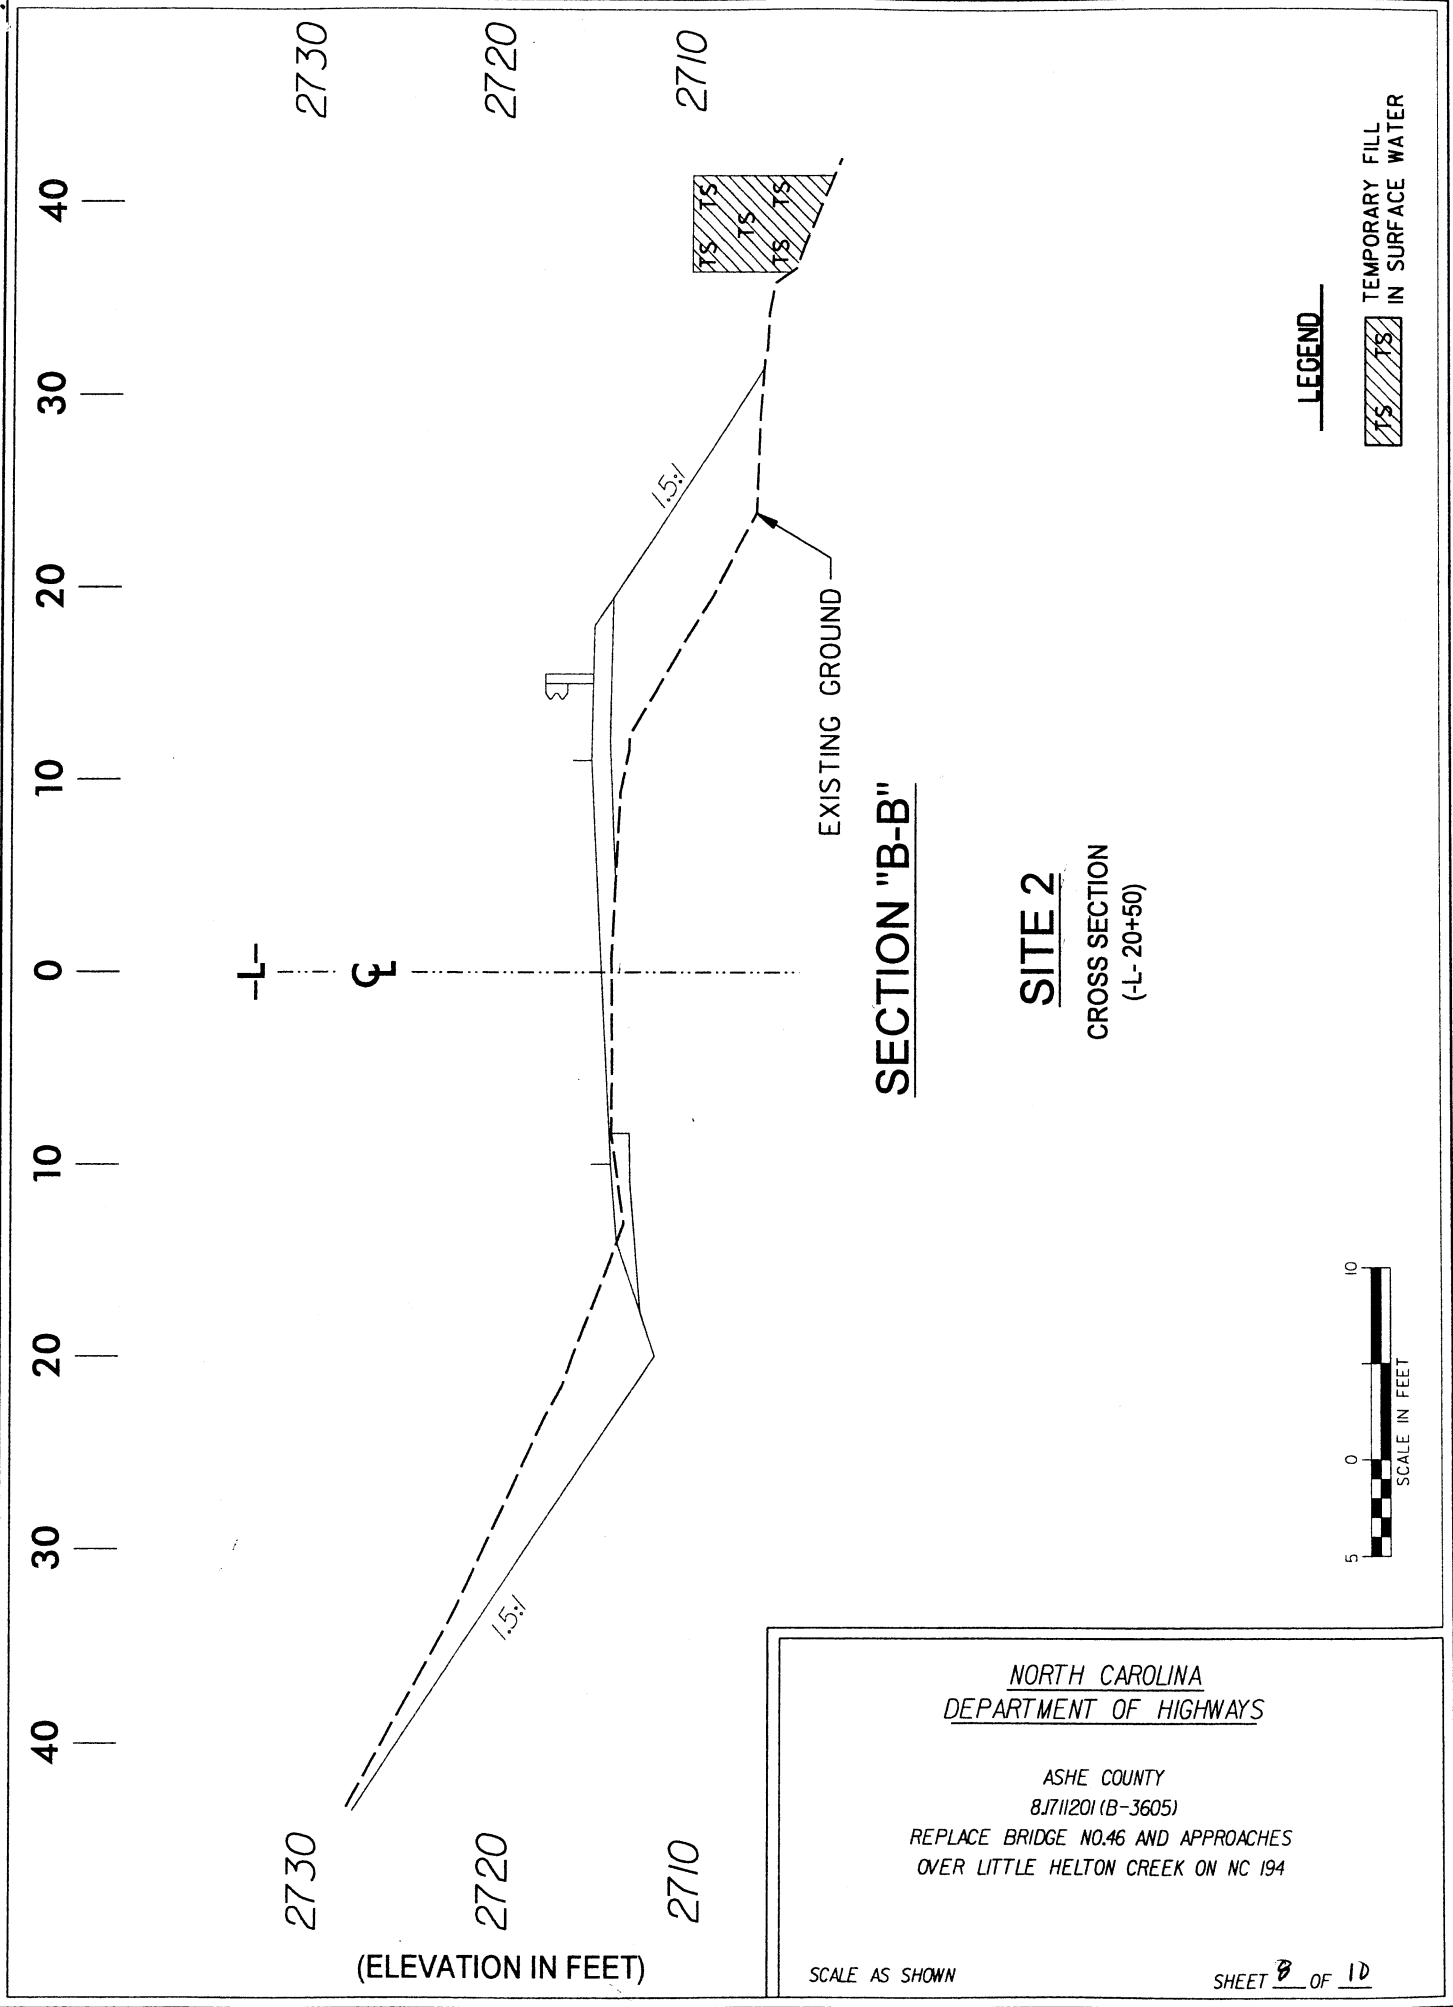 40 30 20 10 0 10 20 30 40
-L-
CL
2730
2720
2710
2730
2720
2710
(ELEVATION IN FEET)
1.5:1
1.5:1
TS TS
TS
TS TS
EXISTING GROUND
SECTION "B-B"
SITE 2
CROSS SECTION
(-L- 20+50)
LEGEND
TS TS
TEMPORARY FILL
IN SURFACE WATER
5 0 10
SCALE IN FEET
NORTH CAROLINA
DEPARTMENT OF HIGHWAYS
ASHE COUNTY
8.1711201 (B-3605)
REPLACE BRIDGE NO.46 AND APPROACHES
OVER LITTLE HELTON CREEK ON NC 194
SCALE AS SHOWN
SHEET 8 OF 10